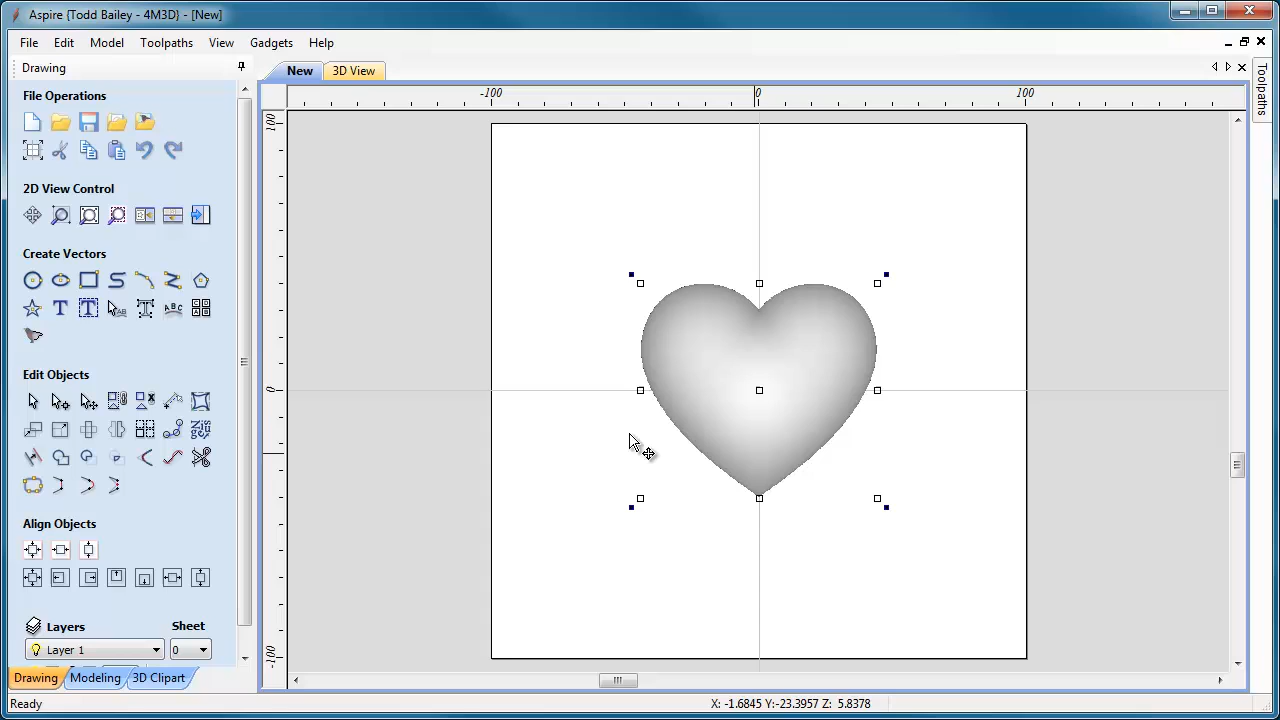 Aspire {Todd Bailey - 4M3D} - [New]
File Edit Model Toolpaths View Gadgets Help
Drawing
New 3D View
Toolpaths
File Operations
2D View Control
Create Vectors
Edit Objects
Align Objects
Layers Sheet
Layer 1 0
Drawing Modeling 3D Clipart
-100 0 100
100
0
-100
Ready X: -1.6845 Y:-23.3957 Z: 5.8378